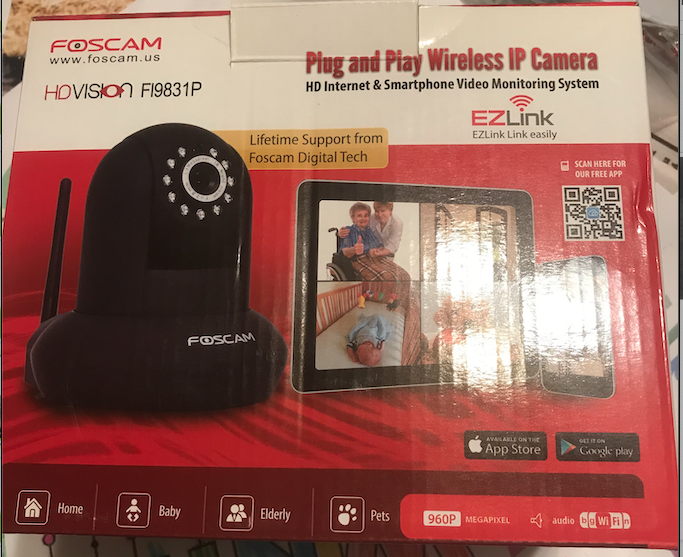 FOSCAM
www.foscam.us
HDVISION FI9831P
Plug and Play Wireless IP Camera
HD Internet & Smartphone Video Monitoring System
EZLink
EZLink Link easily
Lifetime Support from
Foscam Digital Tech
SCAN HERE FOR
OUR FREE APP
FOSCAM
AVAILABLE ON THE
App Store
GET IT ON
Google play
Home
Baby
Elderly
Pets
960P MEGAPIXEL
audio
b g WiFi n